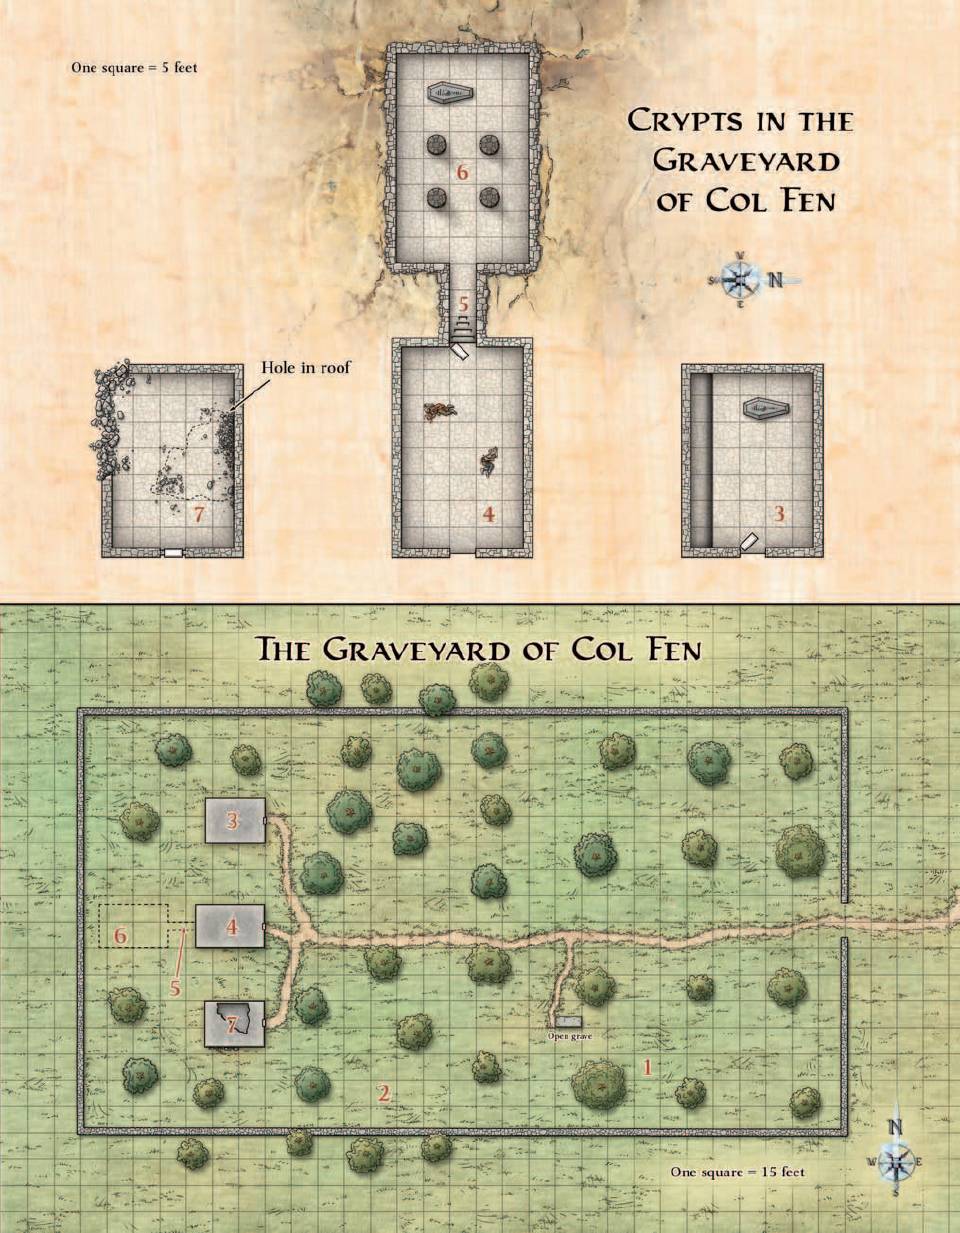 One square = 5 feet
CRYPTS IN THE
GRAVEYARD
OF COL FEN
6
W
S N
E
5
Hole in roof
7
4
3
THE GRAVEYARD OF COL FEN
3
4
6
5
7
Open grave
1
2
N
W E
S
One square = 15 feet